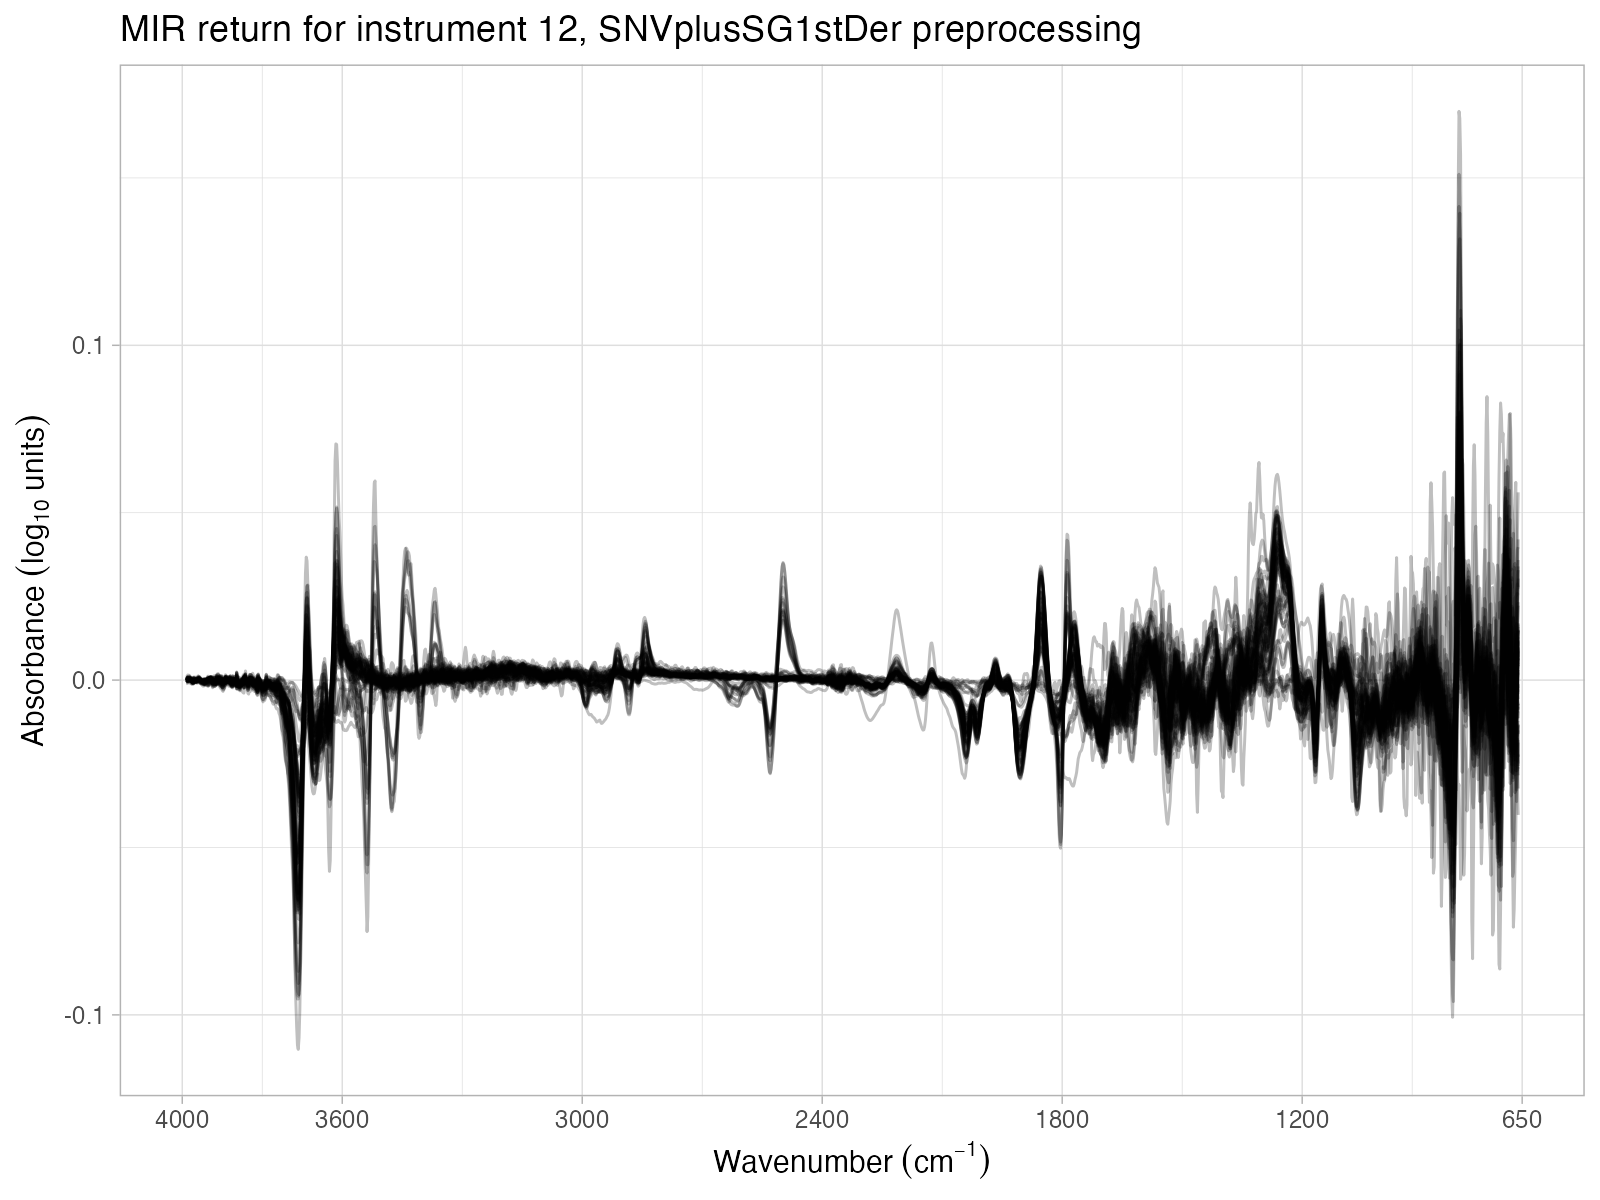 MIR return for instrument 12, SNVplusSG1stDer preprocessing
Absorbance (log₁₀ units)
0.1
0.0
-0.1
4000 3600 3000 2400 1800 1200 650
Wavenumber (cm⁻¹)